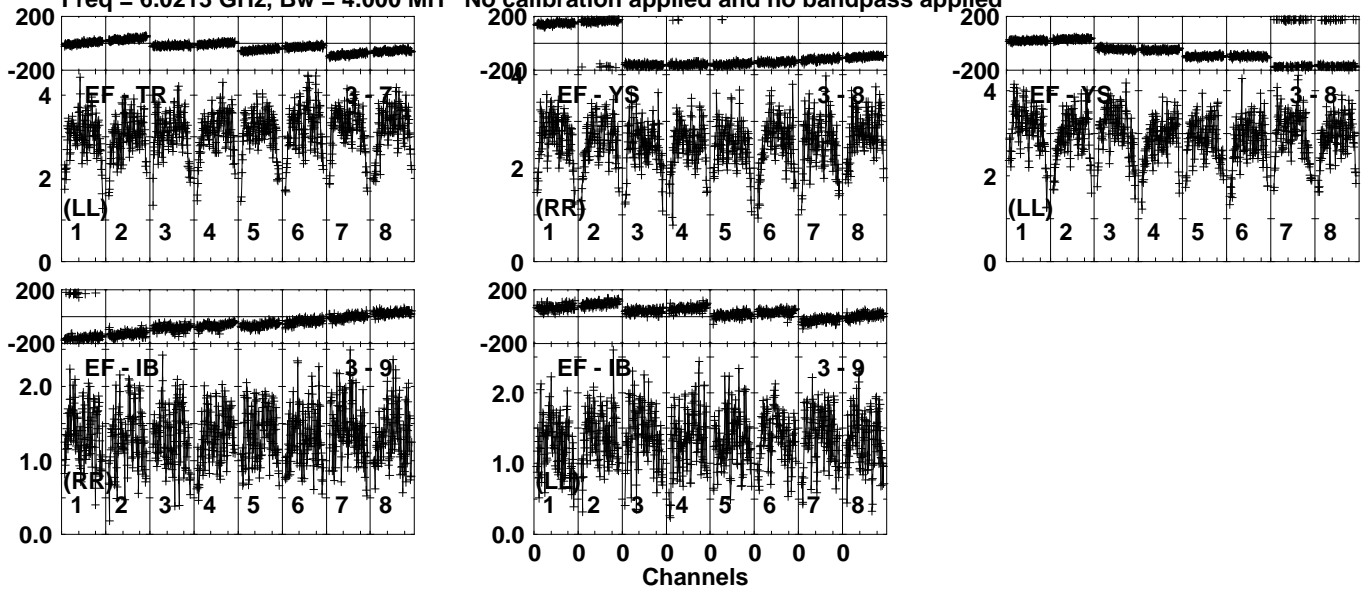 Freq = 6.0213 GHz, Bw = 4.000 MH No calibration applied and no bandpass applied
200
-200
EF - TR 3 - 7
4
2
0
(LL)
1 2 3 4 5 6 7 8
200
-200
4
EF - YS 3 - 8
2
0
(RR)
1 2 3 4 5 6 7 8
200
-200
4
EF - YS 3 - 8
2
0
(LL)
1 2 3 4 5 6 7 8
200
-200
EF - IB 3 - 9
2.0
1.0
0.0
(RR)
1 2 3 4 5 6 7 8
200
-200
EF - IB 3 - 9
2.0
1.0
0.0
(LL)
1 2 3 4 5 6 7 8
0 0 0 0 0 0 0 0
Channels